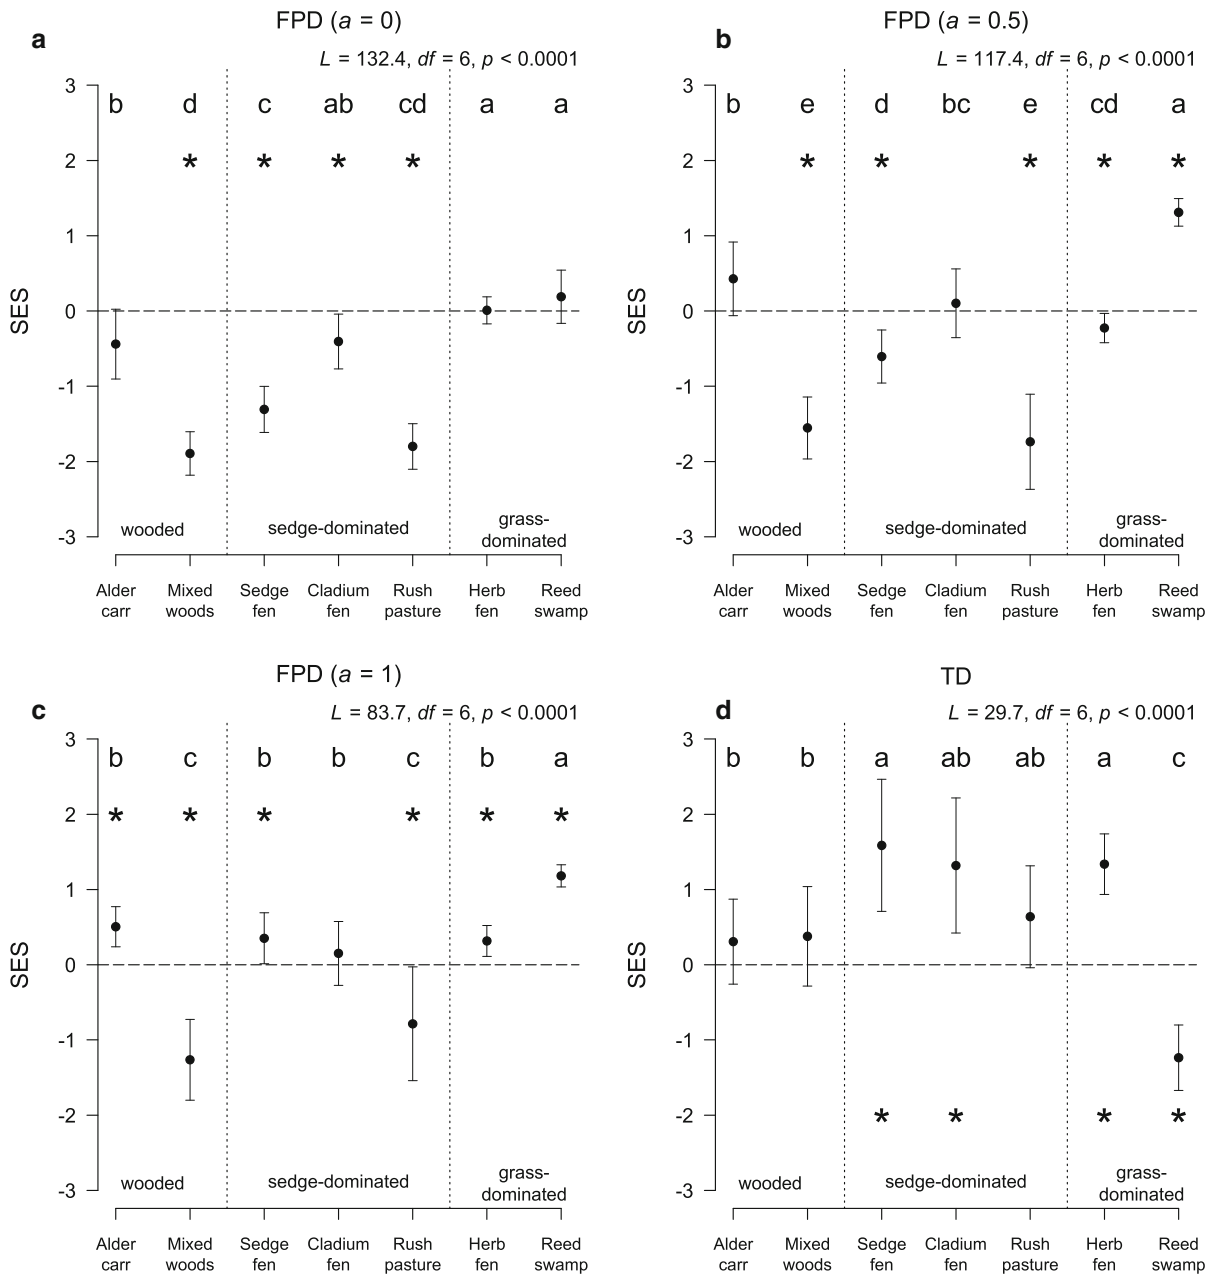 FPD (a = 0)
a
L = 132.4, df = 6, p < 0.0001
3
b d c ab cd a a
2
* * * *
1
0
-1
-2
-3
SES
wooded
sedge-dominated
grass-
dominated
Alder Mixed Sedge Cladium Rush Herb Reed
carr woods fen fen pasture fen swamp
FPD (a = 0.5)
b
L = 117.4, df = 6, p < 0.0001
3
b e d bc e cd a
2
* * * * *
1
0
-1
-2
-3
SES
wooded
sedge-dominated
grass-
dominated
Alder Mixed Sedge Cladium Rush Herb Reed
carr woods fen fen pasture fen swamp
FPD (a = 1)
c
L = 83.7, df = 6, p < 0.0001
3
b c b b c b a
2
* * * * * *
1
0
-1
-2
-3
SES
wooded
sedge-dominated
grass-
dominated
Alder Mixed Sedge Cladium Rush Herb Reed
carr woods fen fen pasture fen swamp
TD
d
L = 29.7, df = 6, p < 0.0001
3
b b a ab ab a c
2
1
0
-1
-2
* * * *
-3
SES
wooded
sedge-dominated
grass-
dominated
Alder Mixed Sedge Cladium Rush Herb Reed
carr woods fen fen pasture fen swamp